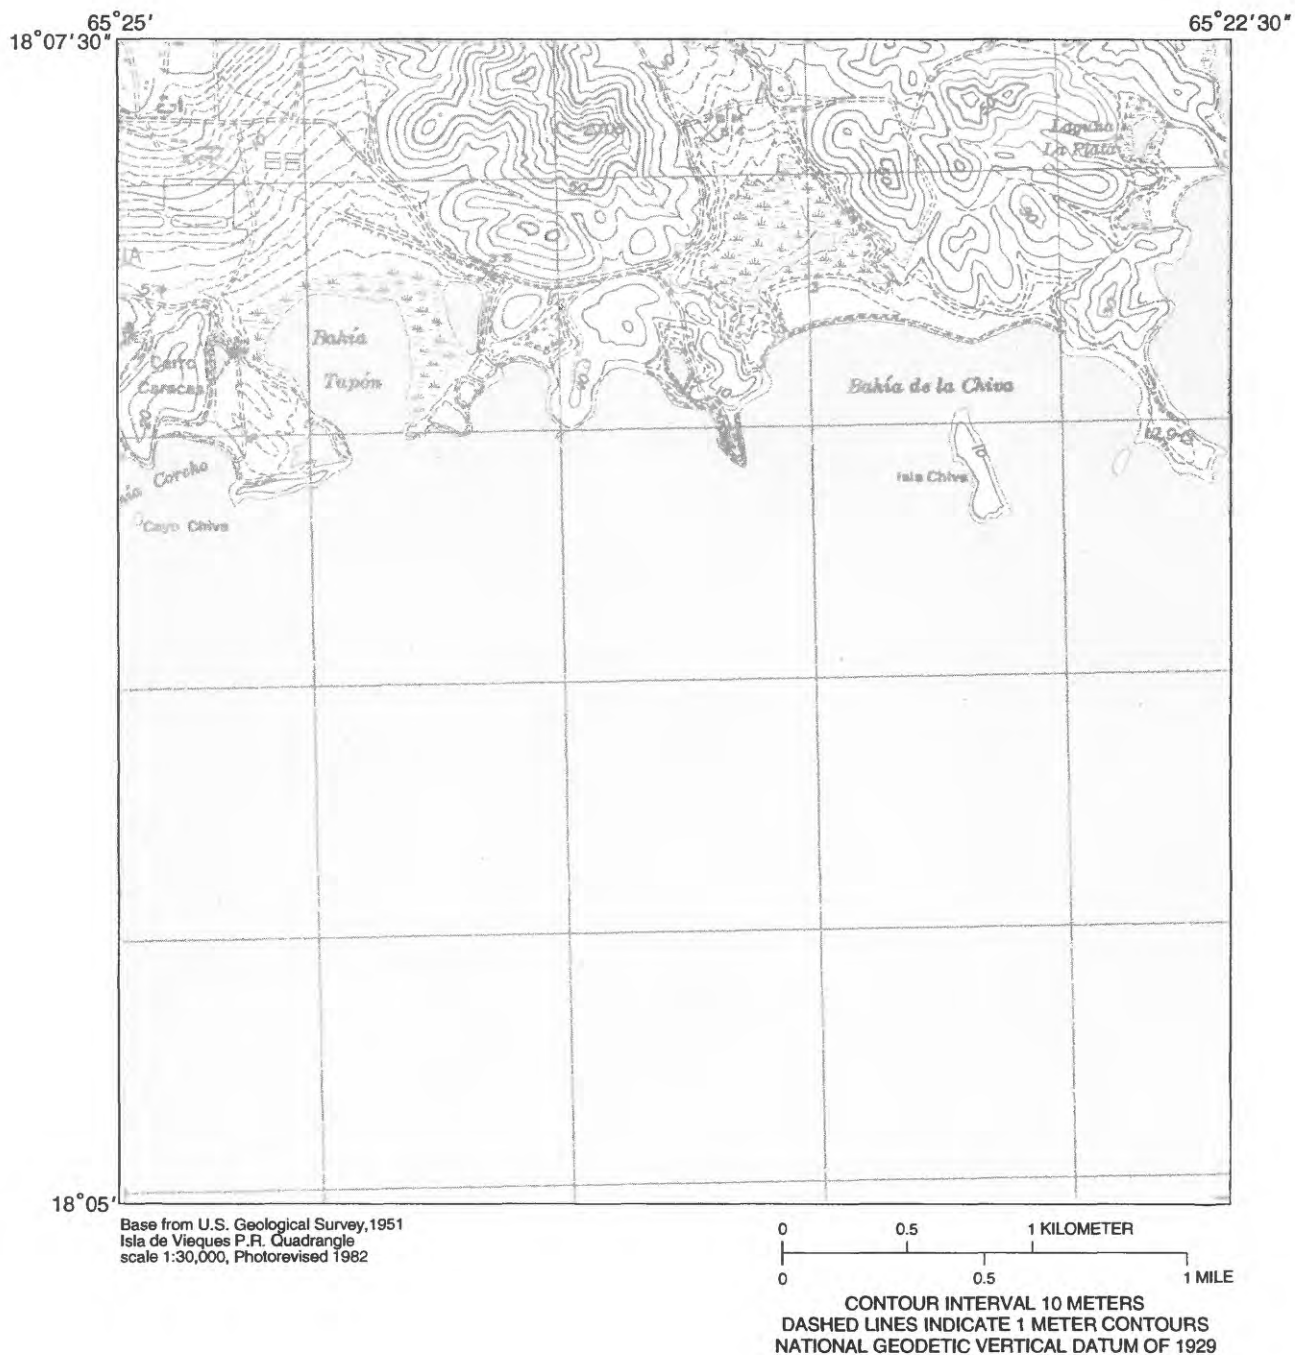 65°25'
65°22'30"
18°07'30"
50
Laguna
La Plata
Bahía
Tapón
Cerro
Caracas
20
10
Bahía de la Chiva
Isla Chiva
Corcho
Cayo Chiva
18°05'
Base from U.S. Geological Survey,1951
Isla de Vieques P.R. Quadrangle
scale 1:30,000, Photorevised 1982
0 0.5 1 KILOMETER
0 0.5 1 MILE
CONTOUR INTERVAL 10 METERS
DASHED LINES INDICATE 1 METER CONTOURS
NATIONAL GEODETIC VERTICAL DATUM OF 1929